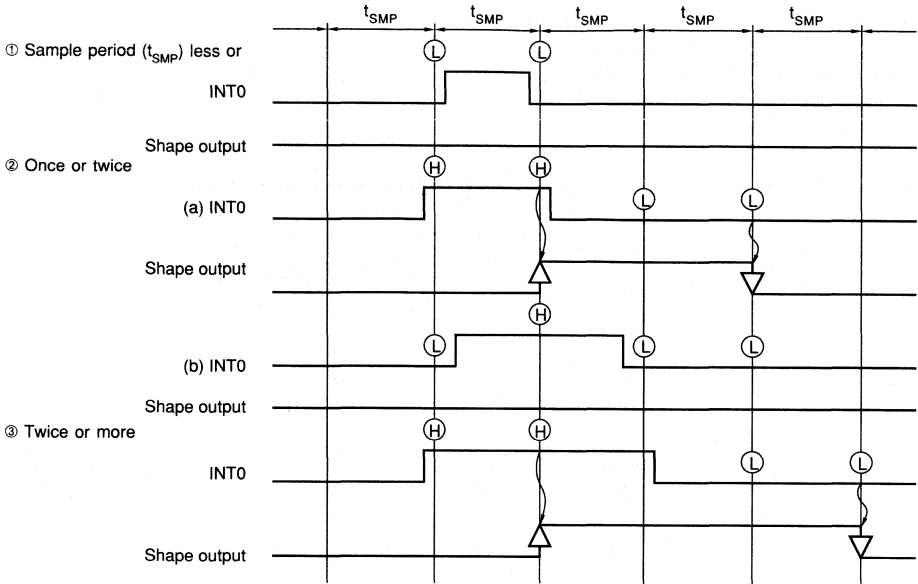 tSMP tSMP tSMP tSMP tSMP
① Sample period (tSMP) less or
L L
INT0
Shape output
② Once or twice
H H
(a) INT0
L L
Shape output
H
(b) INT0
L L L
Shape output
③ Twice or more
H H
INT0
L L
Shape output